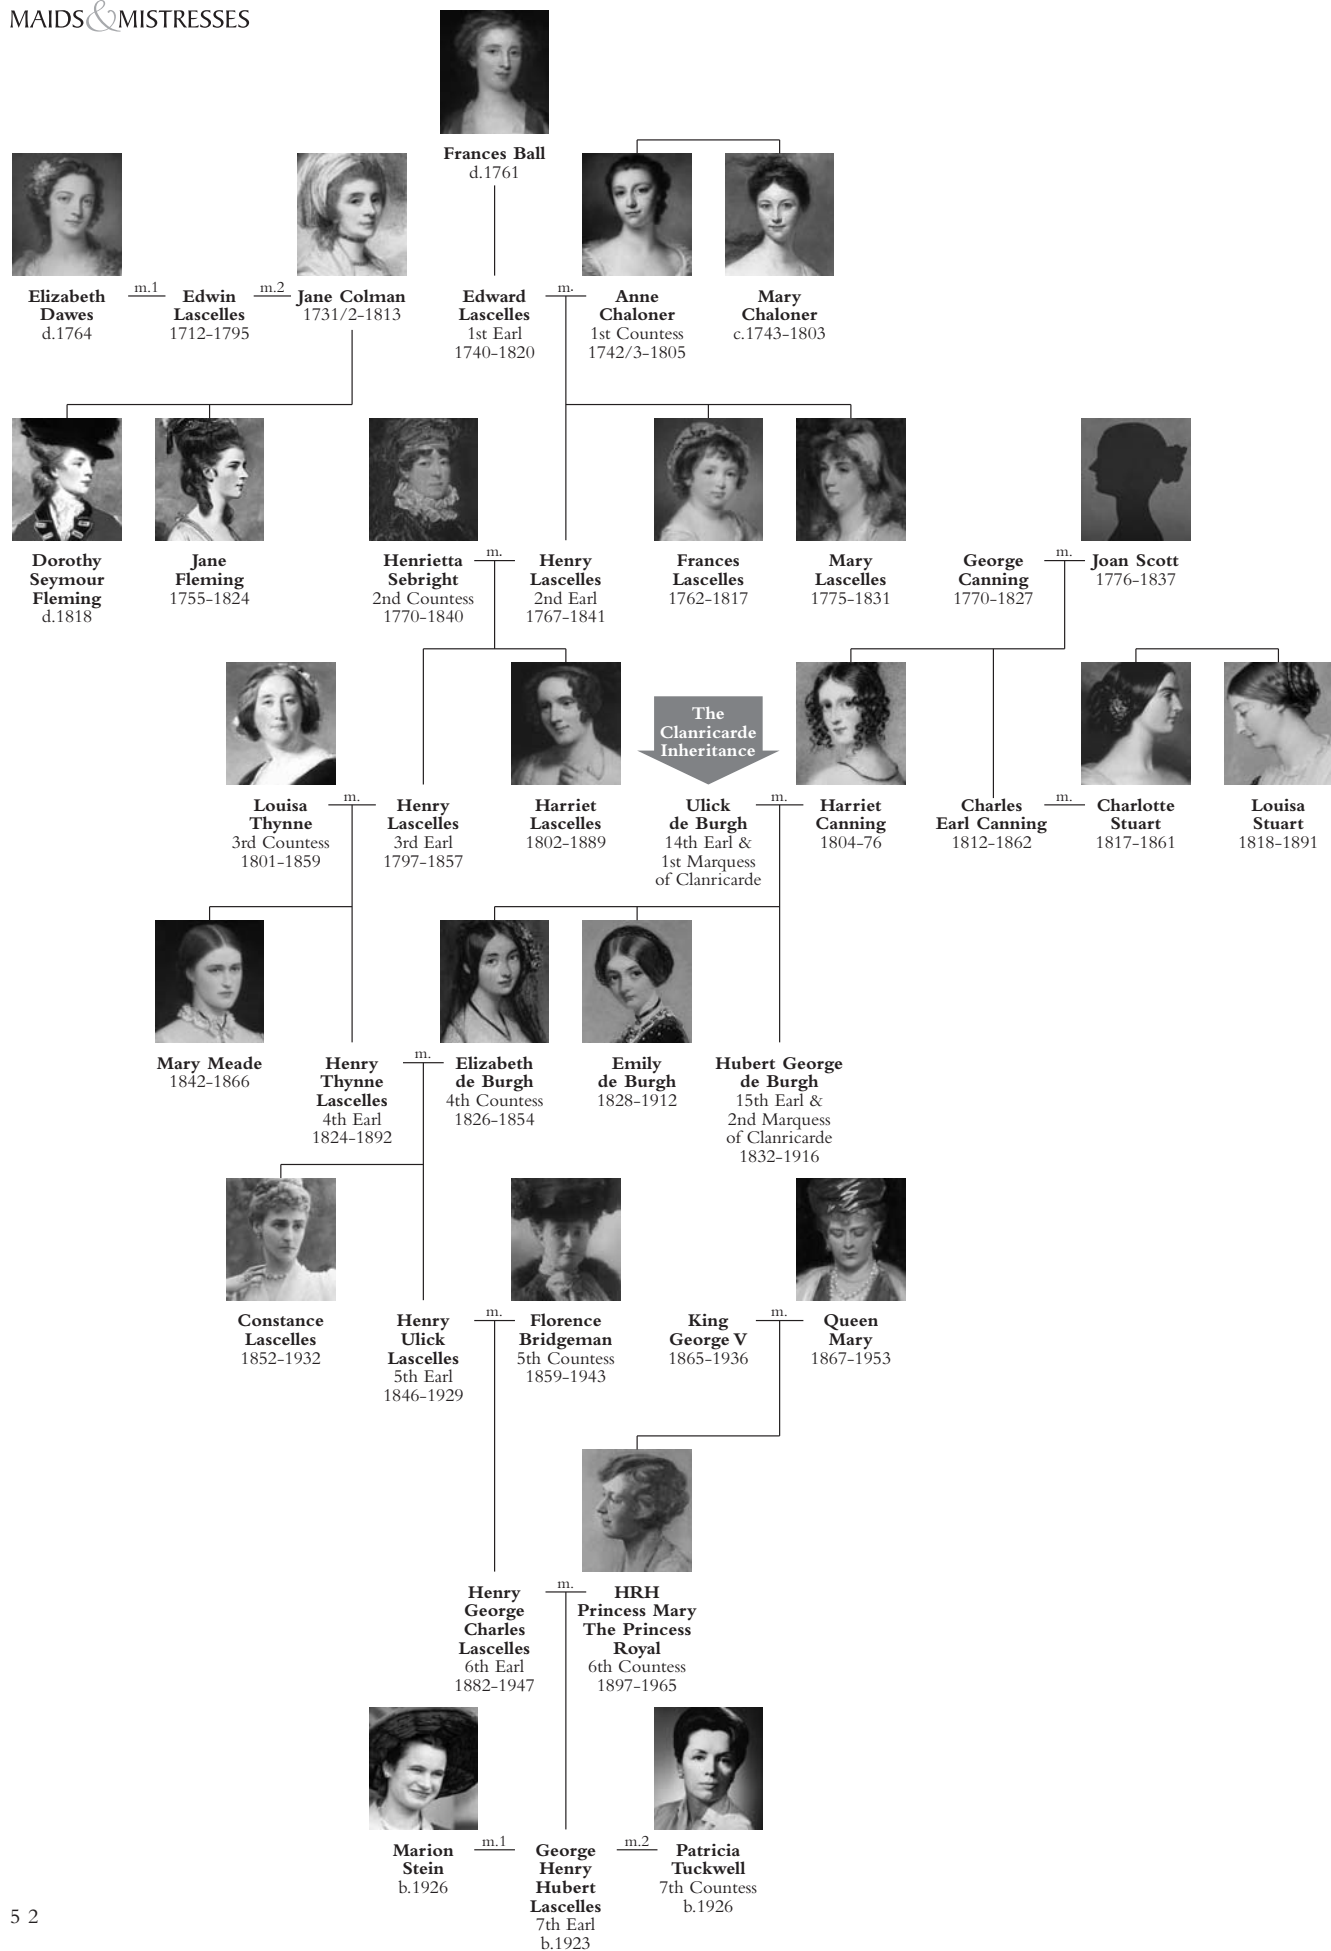 MAIDS & MISTRESSES
Frances Ball
d.1761
Elizabeth
Dawes
d.1764
m.1
Edwin
Lascelles
1712-1795
m.2
Jane Colman
1731/2-1813
Edward
Lascelles
1st Earl
1740-1820
m.
Anne
Chaloner
1st Countess
1742/3-1805
Mary
Chaloner
c.1743-1803
Dorothy
Seymour
Fleming
d.1818
Jane
Fleming
1755-1824
Henrietta
Sebright
2nd Countess
1770-1840
m.
Henry
Lascelles
2nd Earl
1767-1841
Frances
Lascelles
1762-1817
Mary
Lascelles
1775-1831
George
Canning
1770-1827
m.
Joan Scott
1776-1837
The
Clanricarde
Inheritance
Louisa
Thynne
3rd Countess
1801-1859
m.
Henry
Lascelles
3rd Earl
1797-1857
Harriet
Lascelles
1802-1889
Ulick
de Burgh
14th Earl &
1st Marquess
of Clanricarde
m.
Harriet
Canning
1804-76
Charles
Earl Canning
1812-1862
m.
Charlotte
Stuart
1817-1861
Louisa
Stuart
1818-1891
Mary Meade
1842-1866
Henry
Thynne
Lascelles
4th Earl
1824-1892
m.
Elizabeth
de Burgh
4th Countess
1826-1854
Emily
de Burgh
1828-1912
Hubert George
de Burgh
15th Earl &
2nd Marquess
of Clanricarde
1832-1916
Constance
Lascelles
1852-1932
Henry
Ulick
Lascelles
5th Earl
1846-1929
m.
Florence
Bridgeman
5th Countess
1859-1943
King
George V
1865-1936
m.
Queen
Mary
1867-1953
Henry
George
Charles
Lascelles
6th Earl
1882-1947
m.
HRH
Princess Mary
The Princess
Royal
6th Countess
1897-1965
Marion
Stein
b.1926
m.1
George
Henry
Hubert
Lascelles
7th Earl
b.1923
m.2
Patricia
Tuckwell
7th Countess
b.1926
5 2